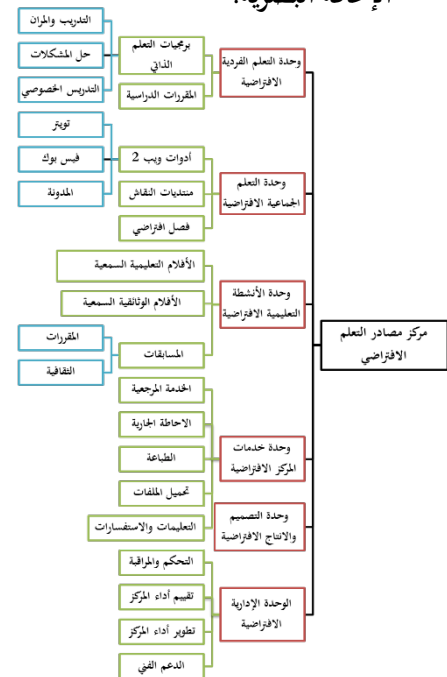 مركز مصادر التعلم
الافتراضي
وحدة التعلم الفردية
الافتراضية
برمجيات التعلم
الذاتي
التدريب والمران
حل المشكلات
التدريس الخصوصي
المقررات الدراسية
وحدة التعلم
الجماعية الافتراضية
أدوات ويب 2
تويتر
فيس بوك
المدونة
منتديات النقاش
فصل افتراضي
وحدة الأنشطة
التعليمية الافتراضية
الأفلام التعليمية السمعية
الأفلام الوثائقية السمعية
المسابقات
المقررات
الثقافية
وحدة خدمات
المركز الافتراضية
الخدمة المرجعية
الاحاطة الجارية
الطباعة
تحميل الملفات
التعليمات والاستفسارات
وحدة التصميم
والانتاج الافتراضية
الوحدة الإدارية
الافتراضية
التحكم والمراقبة
تقييم أداء المركز
تطوير أداء المركز
الدعم الفني